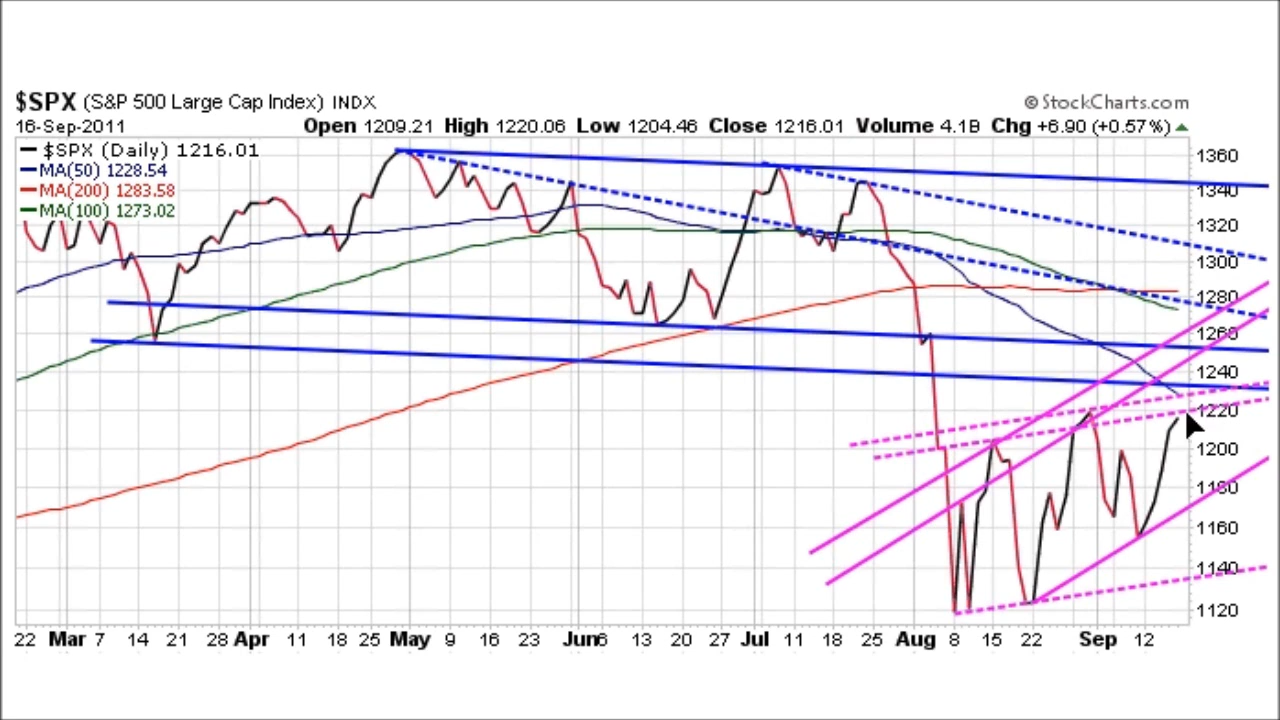 $SPX (S&P 500 Large Cap Index) INDX
© StockCharts.com
16-Sep-2011
Open 1209.21 High 1220.06 Low 1204.46 Close 1216.01 Volume 4.1B Chg +6.90 (+0.57%)
$SPX (Daily) 1216.01
MA(50) 1228.54
MA(200) 1283.58
MA(100) 1273.02
1360
1340
1320
1300
1280
1260
1240
1220
1200
1180
1160
1140
1120
22 Mar 7 14 21 28 Apr 11 18 25 May 9 16 23 Jun 6 13 20 27 Jul 11 18 25 Aug 8 15 22 Sep 12